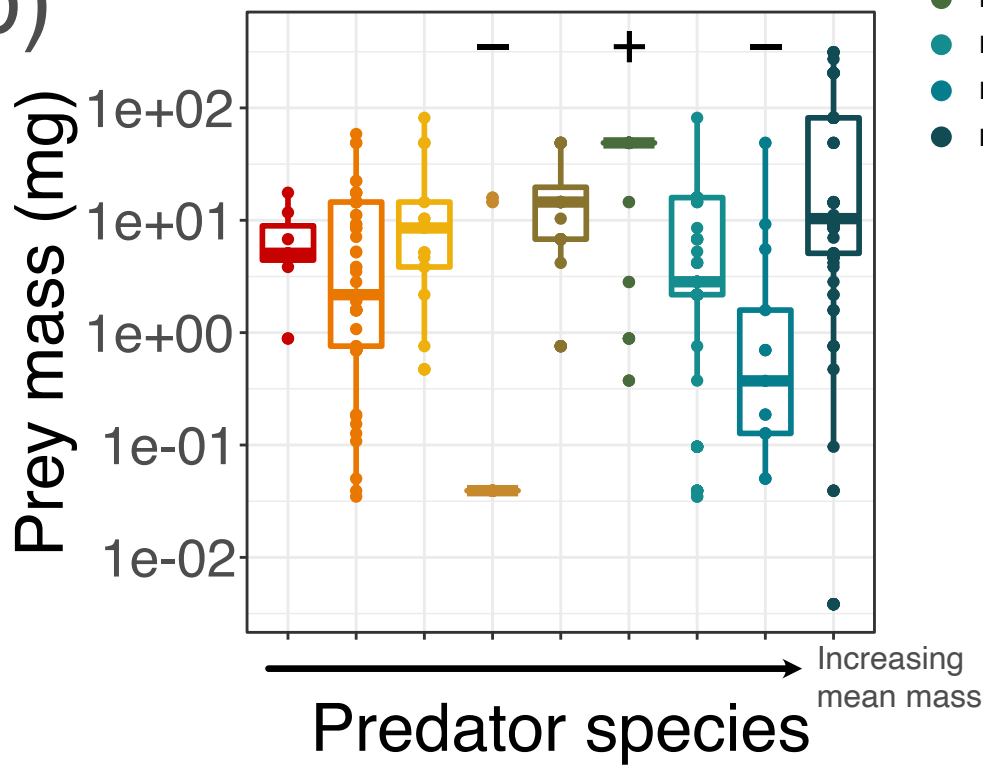 − + −
1e+02
1e+01
1e+00
1e-01
1e-02
Prey mass (mg)
Increasing
mean mass
Predator species